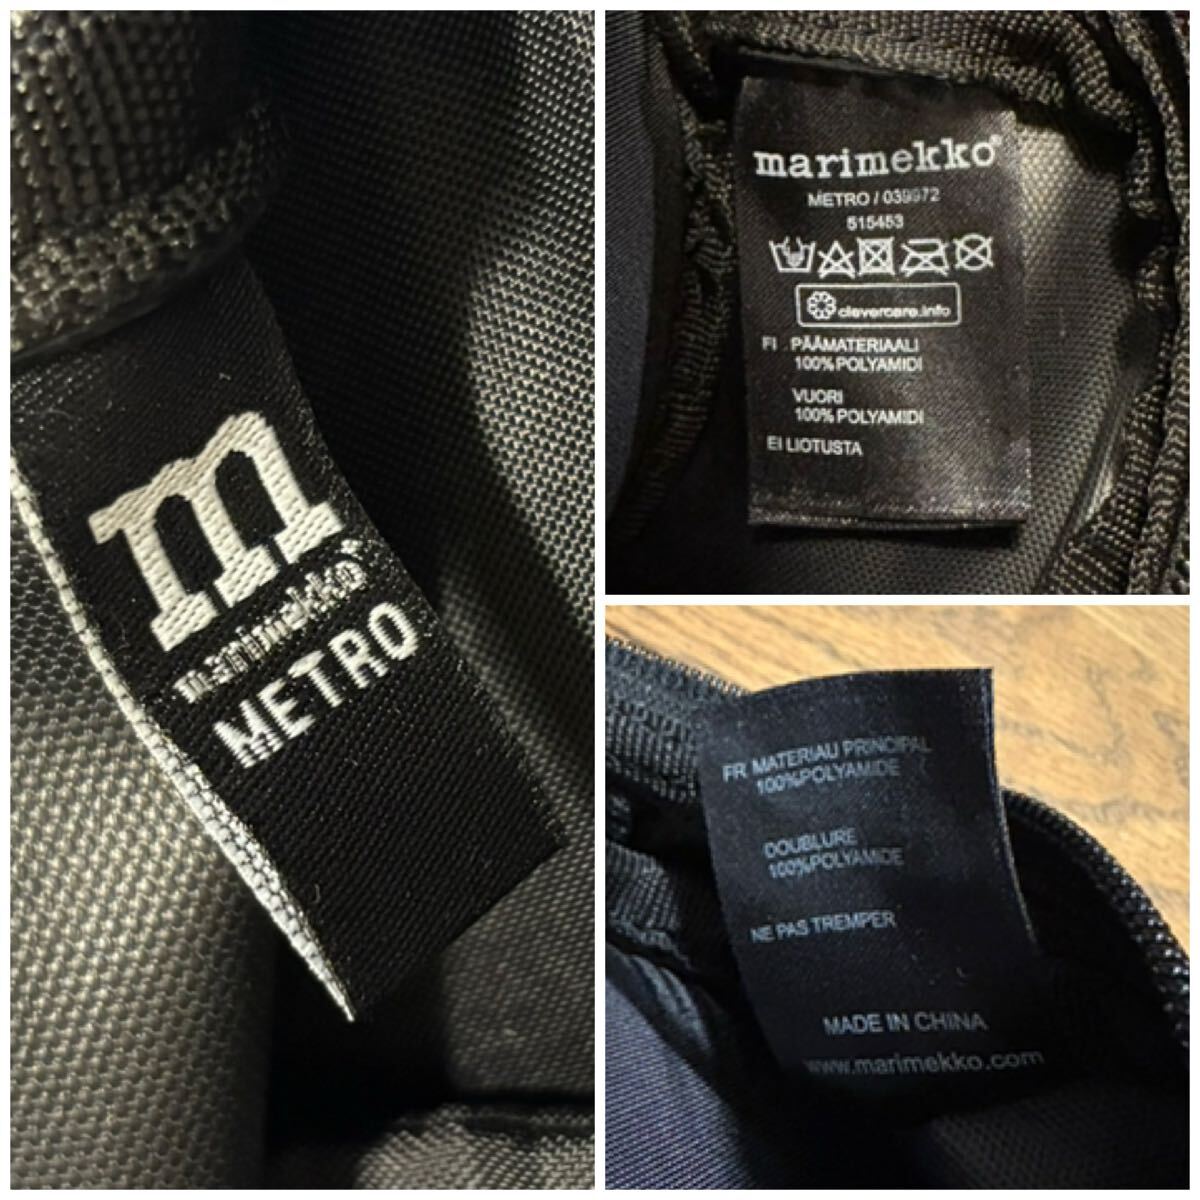 m
marimekko
METRO
marimekko®
METRO / 039972
515453
clevercare.info
FI PÄÄMATERIAALI
100% POLYAMIDI
VUORI
100% POLYAMIDI
EI LIOTUSTA
FR MATERIAU PRINCIPAL
100%POLYAMIDE
DOUBLURE
100%POLYAMIDE
NE PAS TREMPER
MADE IN CHINA
www.marimekko.com